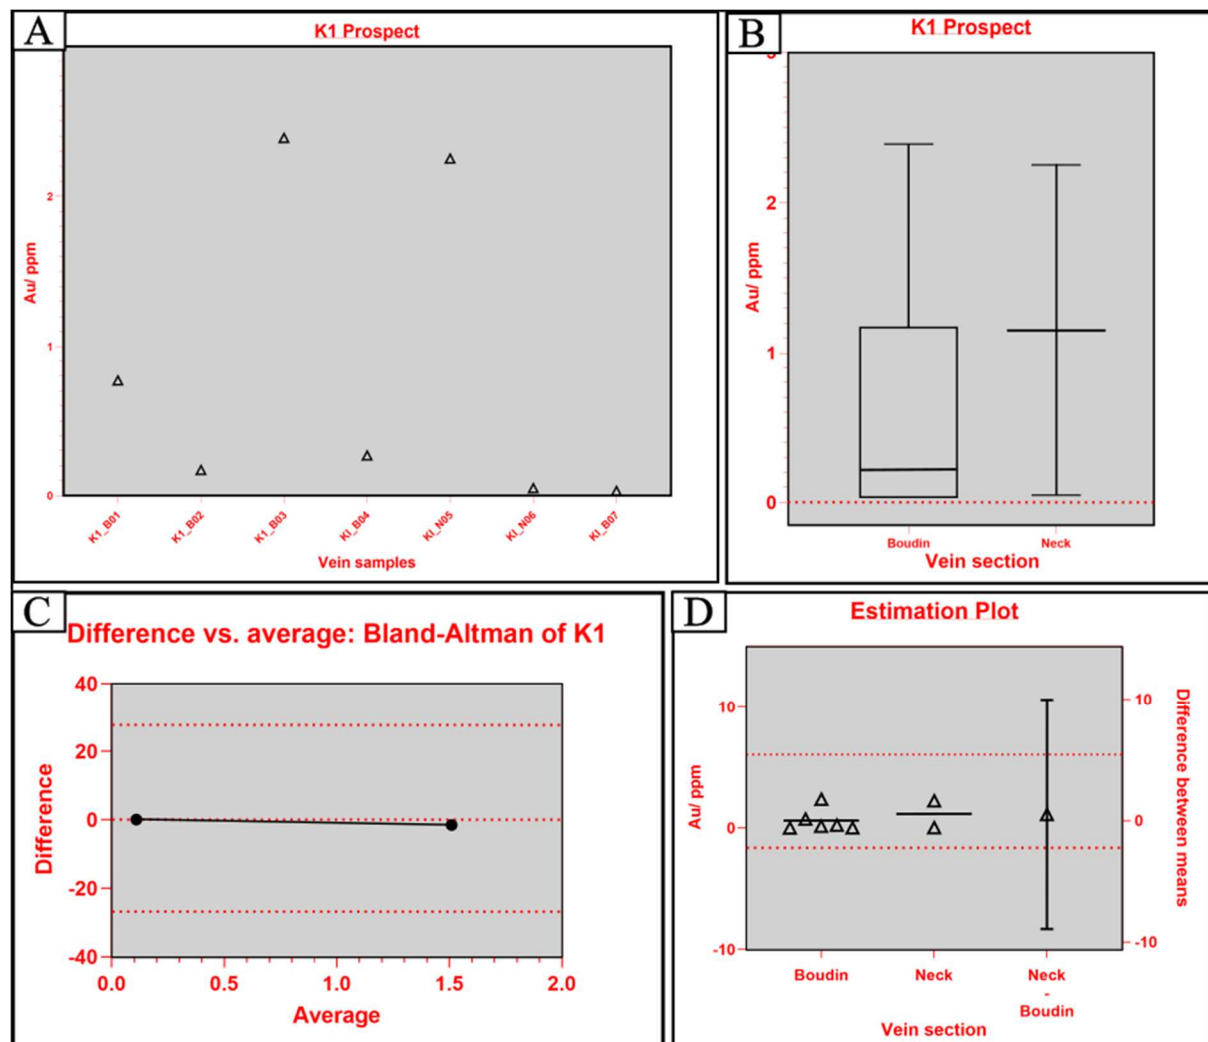 A
K1 Prospect
2
1
0
Au/ ppm
K1_B01
K1_B02
K1_B03
KI_B04
KI_N05
KI_N06
KI_B07
Vein samples
B
K1 Prospect
3
2
1
0
Au/ ppm
Boudin
Neck
Vein section
C
Difference vs. average: Bland-Altman of K1
40
20
0
-20
-40
Difference
0.0
0.5
1.0
1.5
2.0
Average
D
Estimation Plot
10
0
-10
Au/ ppm
10
0
-10
Difference between means
Boudin
Neck
Neck
-
Boudin
Vein section